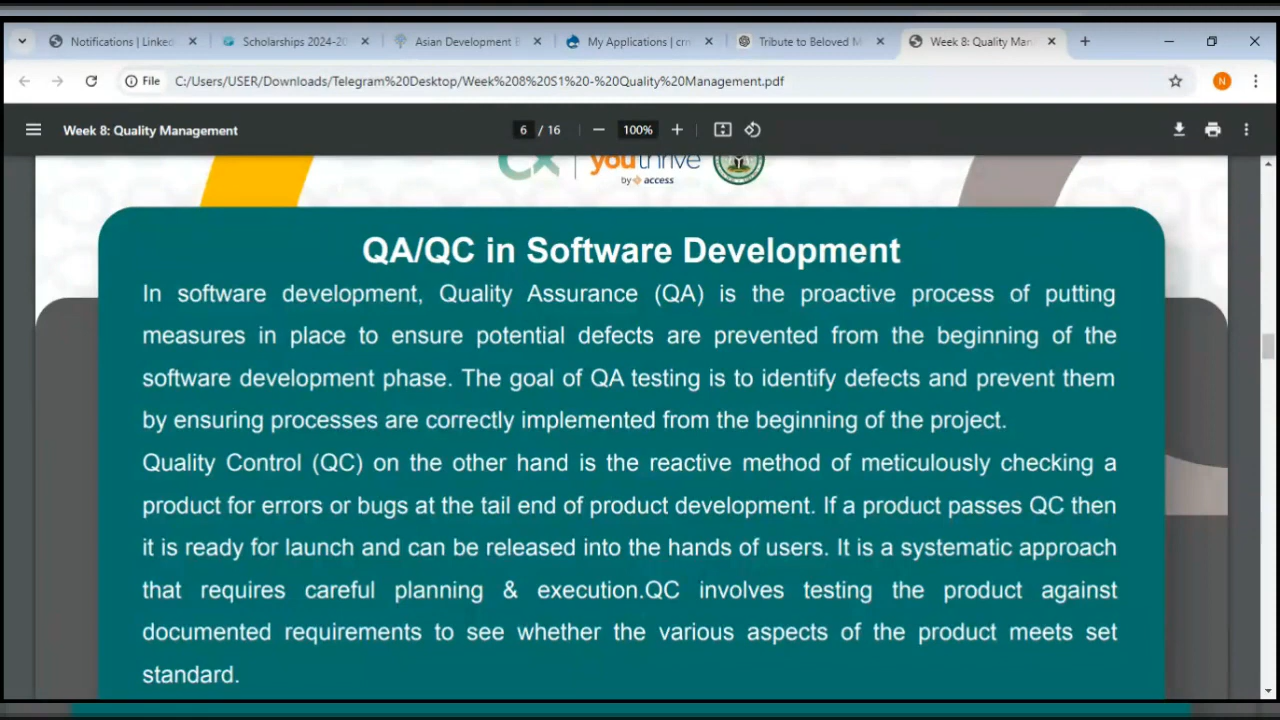 Notifications | Linke
Scholarships 2024-20
Asian Development
My Applications | crn
Tribute to Beloved M
Week 8: Quality Man
File
C:/Users/USER/Downloads/Telegram%20Desktop/Week%208%20S1%20-%20Quality%20Management.pdf
N
Week 8: Quality Management
6 / 16
100%
youthrive
by access
QA/QC in Software Development
In software development, Quality Assurance (QA) is the proactive process of putting
measures in place to ensure potential defects are prevented from the beginning of the
software development phase. The goal of QA testing is to identify defects and prevent them
by ensuring processes are correctly implemented from the beginning of the project.
Quality Control (QC) on the other hand is the reactive method of meticulously checking a
product for errors or bugs at the tail end of product development. If a product passes QC then
it is ready for launch and can be released into the hands of users. It is a systematic approach
that requires careful planning & execution.QC involves testing the product against
documented requirements to see whether the various aspects of the product meets set
standard.